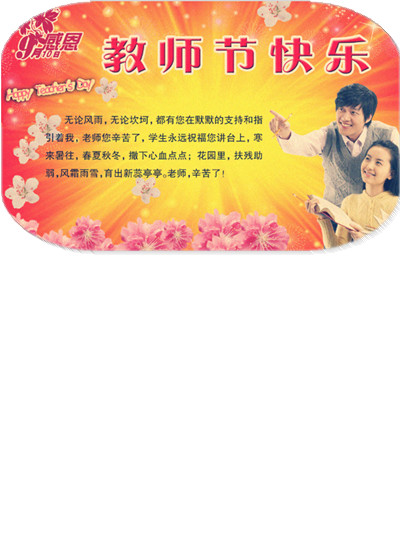 9月10日 感恩
教师节快乐
Happy Teacher's Day
无论风雨，无论坎坷，都有您在默默的支持和指
引着我，老师您辛苦了，学生永远祝福您讲台上，寒
来暑往，春夏秋冬，撤下心血点点；花园里，扶残助
弱，风霜雨雪，育出新蕊亭亭。老师，辛苦了！